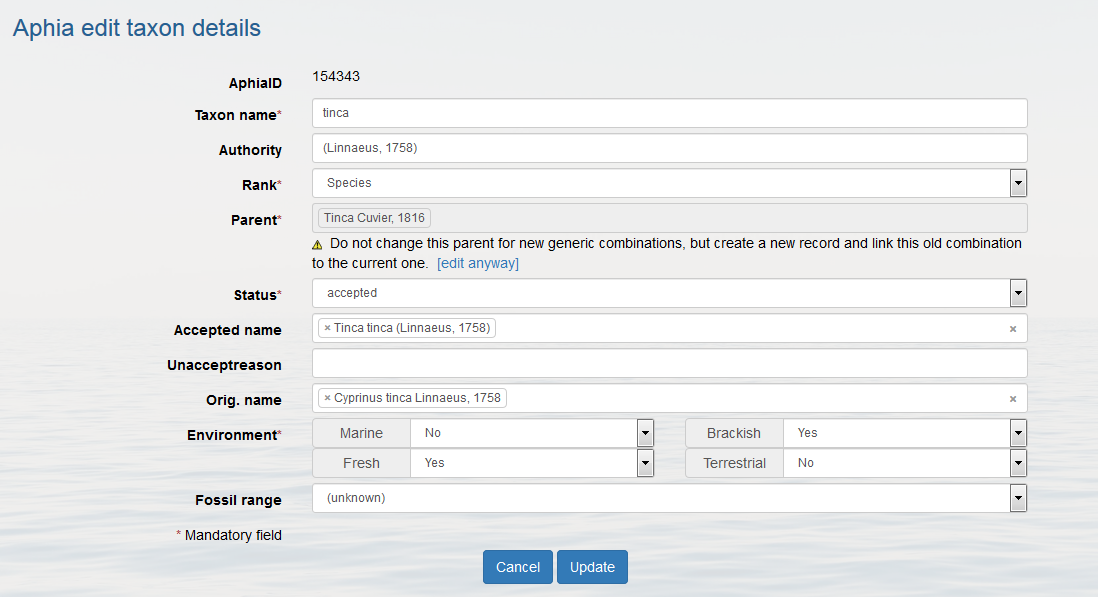 Aphia edit taxon details
AphiaID 154343
Taxon name* tinca
Authority (Linnaeus, 1758)
Rank* Species
Parent* Tinca Cuvier, 1816
Do not change this parent for new generic combinations, but create a new record and link this old combination
to the current one. [edit anyway]
Status* accepted
Accepted name × Tinca tinca (Linnaeus, 1758) ×
Unacceptreason
Orig. name × Cyprinus tinca Linnaeus, 1758 ×
Environment* Marine No Brackish Yes
Fresh Yes Terrestrial No
Fossil range (unknown)
* Mandatory field
Cancel Update